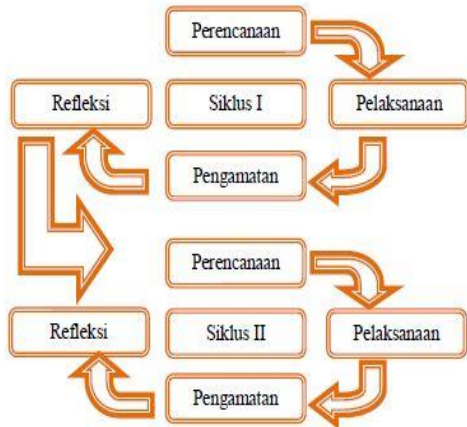 Perencanaan
Refleksi
Siklus I
Pelaksanaan
Pengamatan
Perencanaan
Refleksi
Siklus II
Pelaksanaan
Pengamatan